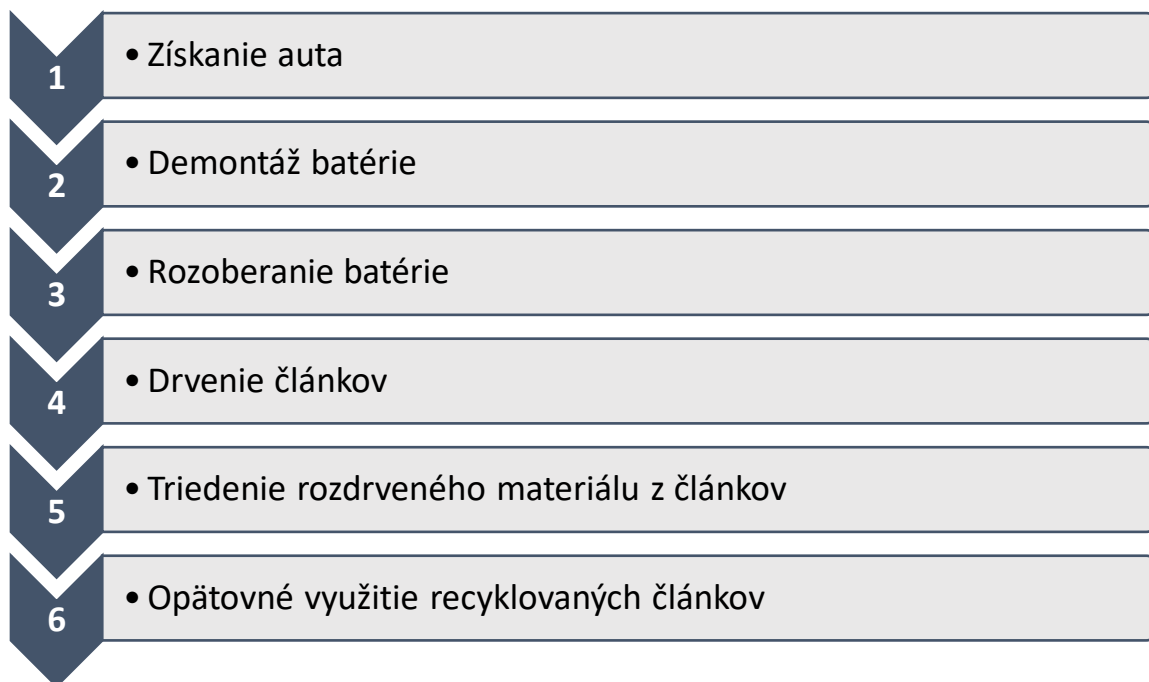 1
• Získanie auta
2
• Demontáž batérie
3
• Rozoberanie batérie
4
• Drvenie článkov
5
• Triedenie rozdrveného materiálu z článkov
6
• Opätovné využitie recyklovaných článkov